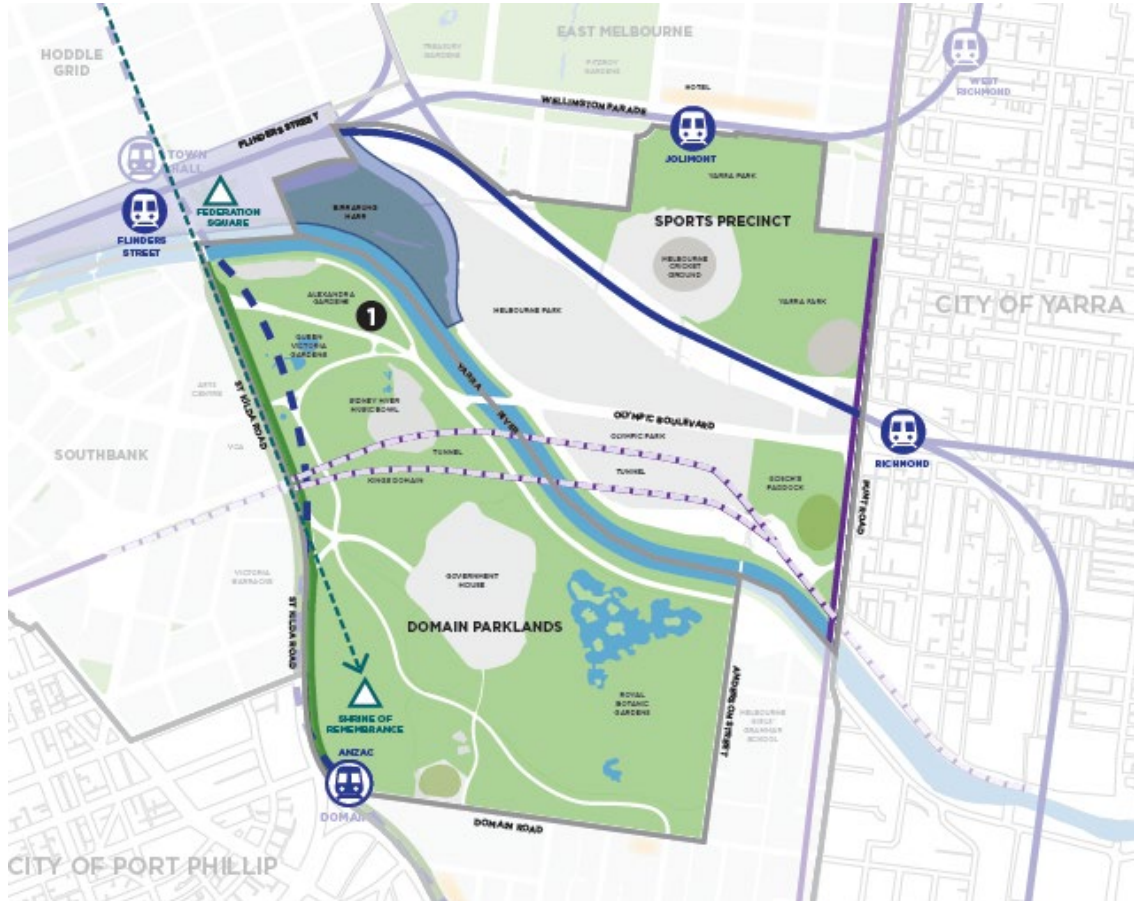 HODDLE
GRID
EAST MELBOURNE
TREASURY
GARDENS
FITZROY
GARDENS
HOTEL
WEST
RICHMOND
WELLINGTON PARADE
FLINDERS STREET
TOWN
HALL
JOLIMONT
YARRA PARK
FEDERATION
SQUARE
FLINDERS
STREET
BIRRARUNG
MARR
SPORTS PRECINCT
MELBOURNE
CRICKET
GROUND
CITY OF YARRA
ALEXANDRA
GARDENS
1
MELBOURNE PARK
YARRA PARK
QUEEN
VICTORIA
GARDENS
ARTS
CENTRE
ST KILDA ROAD
YARRA
RIVER
SIDNEY MYER
MUSIC BOWL
OLYMPIC BOULEVARD
OLYMPIC PARK
VCA
SOUTHBANK
TUNNEL
TUNNEL
KINGS DOMAIN
GOSCH'S
PADDOCK
RICHMOND
PUNT ROAD
VICTORIA
BARRACKS
GOVERNMENT
HOUSE
ST KILDA ROAD
DOMAIN PARKLANDS
ROYAL
BOTANIC
GARDENS
ANDERSON STREET
MELBOURNE
GIRLS'
GRAMMAR
SCHOOL
SHRINE OF
REMEMBRANCE
ANZAC
DOMAIN
DOMAIN ROAD
CITY OF PORT PHILLIP